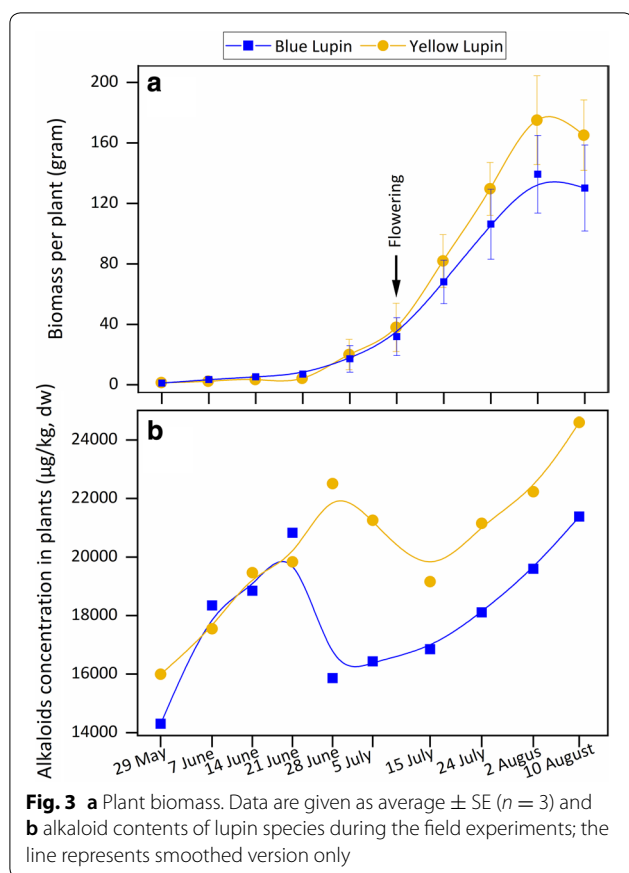 Blue Lupin Yellow Lupin
a
Biomass per plant (gram)
200
160
120
80
40
0
Flowering
b
Alkaloids concentration in plants (µg/kg, dw)
24000
22000
20000
18000
16000
14000
29 May
7 June
14 June
21 June
28 June
5 July
15 July
24 July
2 Augus
10 August
Fig. 3 a Plant biomass. Data are given as average ± SE (n = 3) and
b alkaloid contents of lupin species during the field experiments; the
line represents smoothed version only